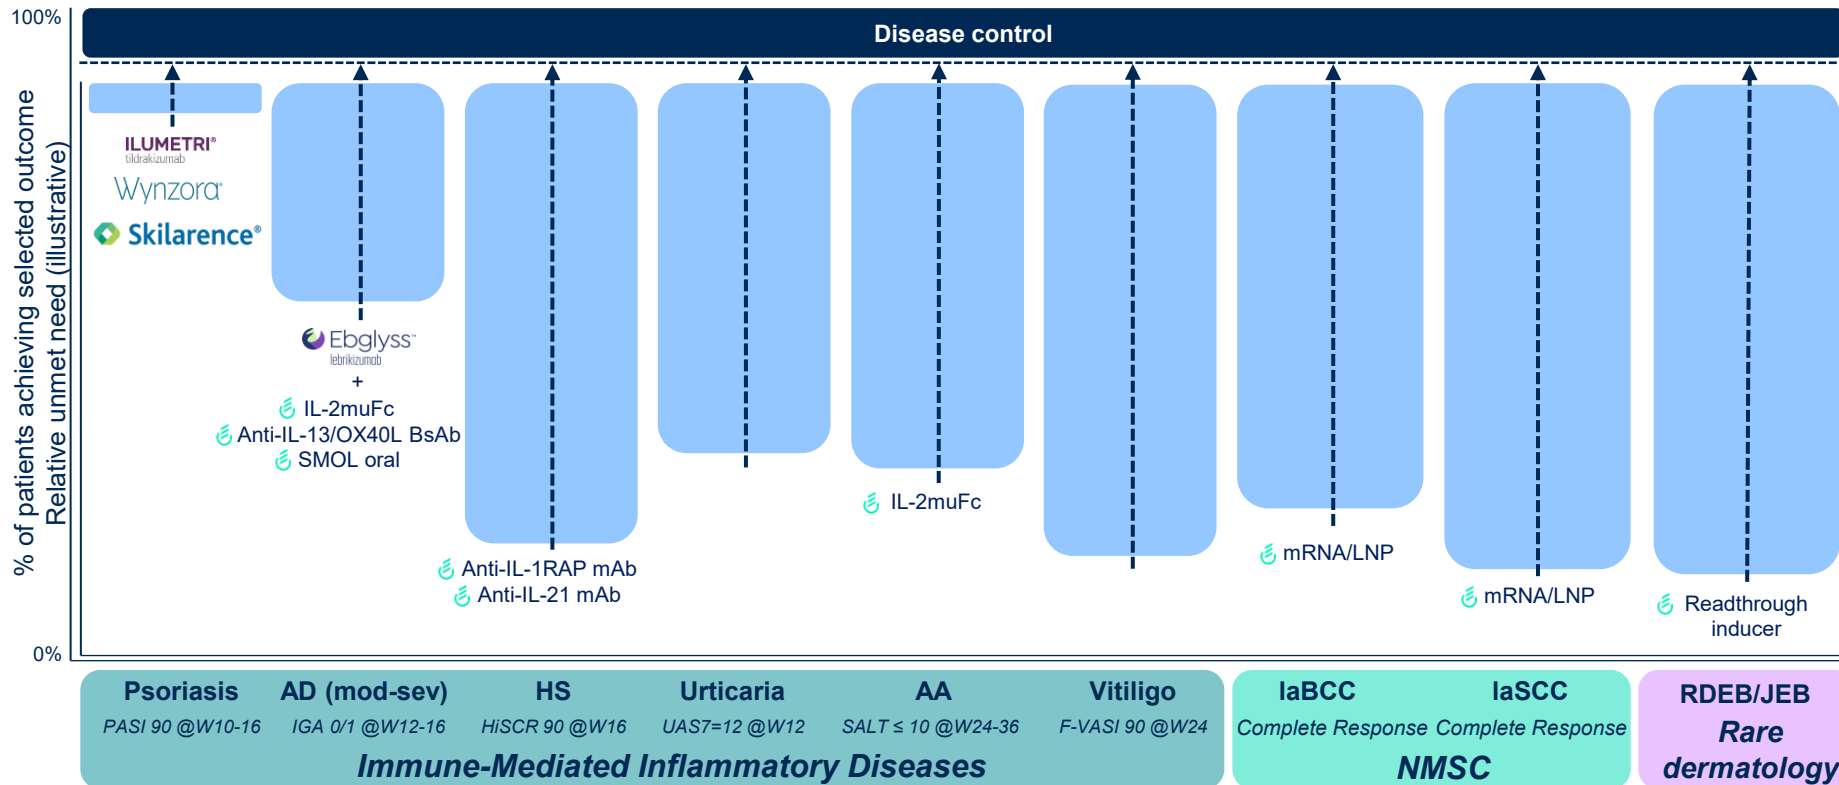 100%
Disease control
% of patients achieving selected outcome
Relative unmet need (illustrative)
ILUMETRI®
tildrakizumab
Wynzora®
Skilarence®
Ebglyss™
lebrikizumab
+
IL-2muFc
Anti-IL-13/OX40L BsAb
SMOL oral
Anti-IL-1RAP mAb
Anti-IL-21 mAb
IL-2muFc
mRNA/LNP
mRNA/LNP
Readthrough
inducer
0%
Psoriasis
PASI 90 @W10-16
AD (mod-sev)
IGA 0/1 @W12-16
HS
HiSCR 90 @W16
Urticaria
UAS7=12 @W12
AA
SALT ≤ 10 @W24-36
Vitiligo
F-VASI 90 @W24
Immune-Mediated Inflammatory Diseases
laBCC
Complete Response
laSCC
Complete Response
NMSC
RDEB/JEB
Rare
dermatology